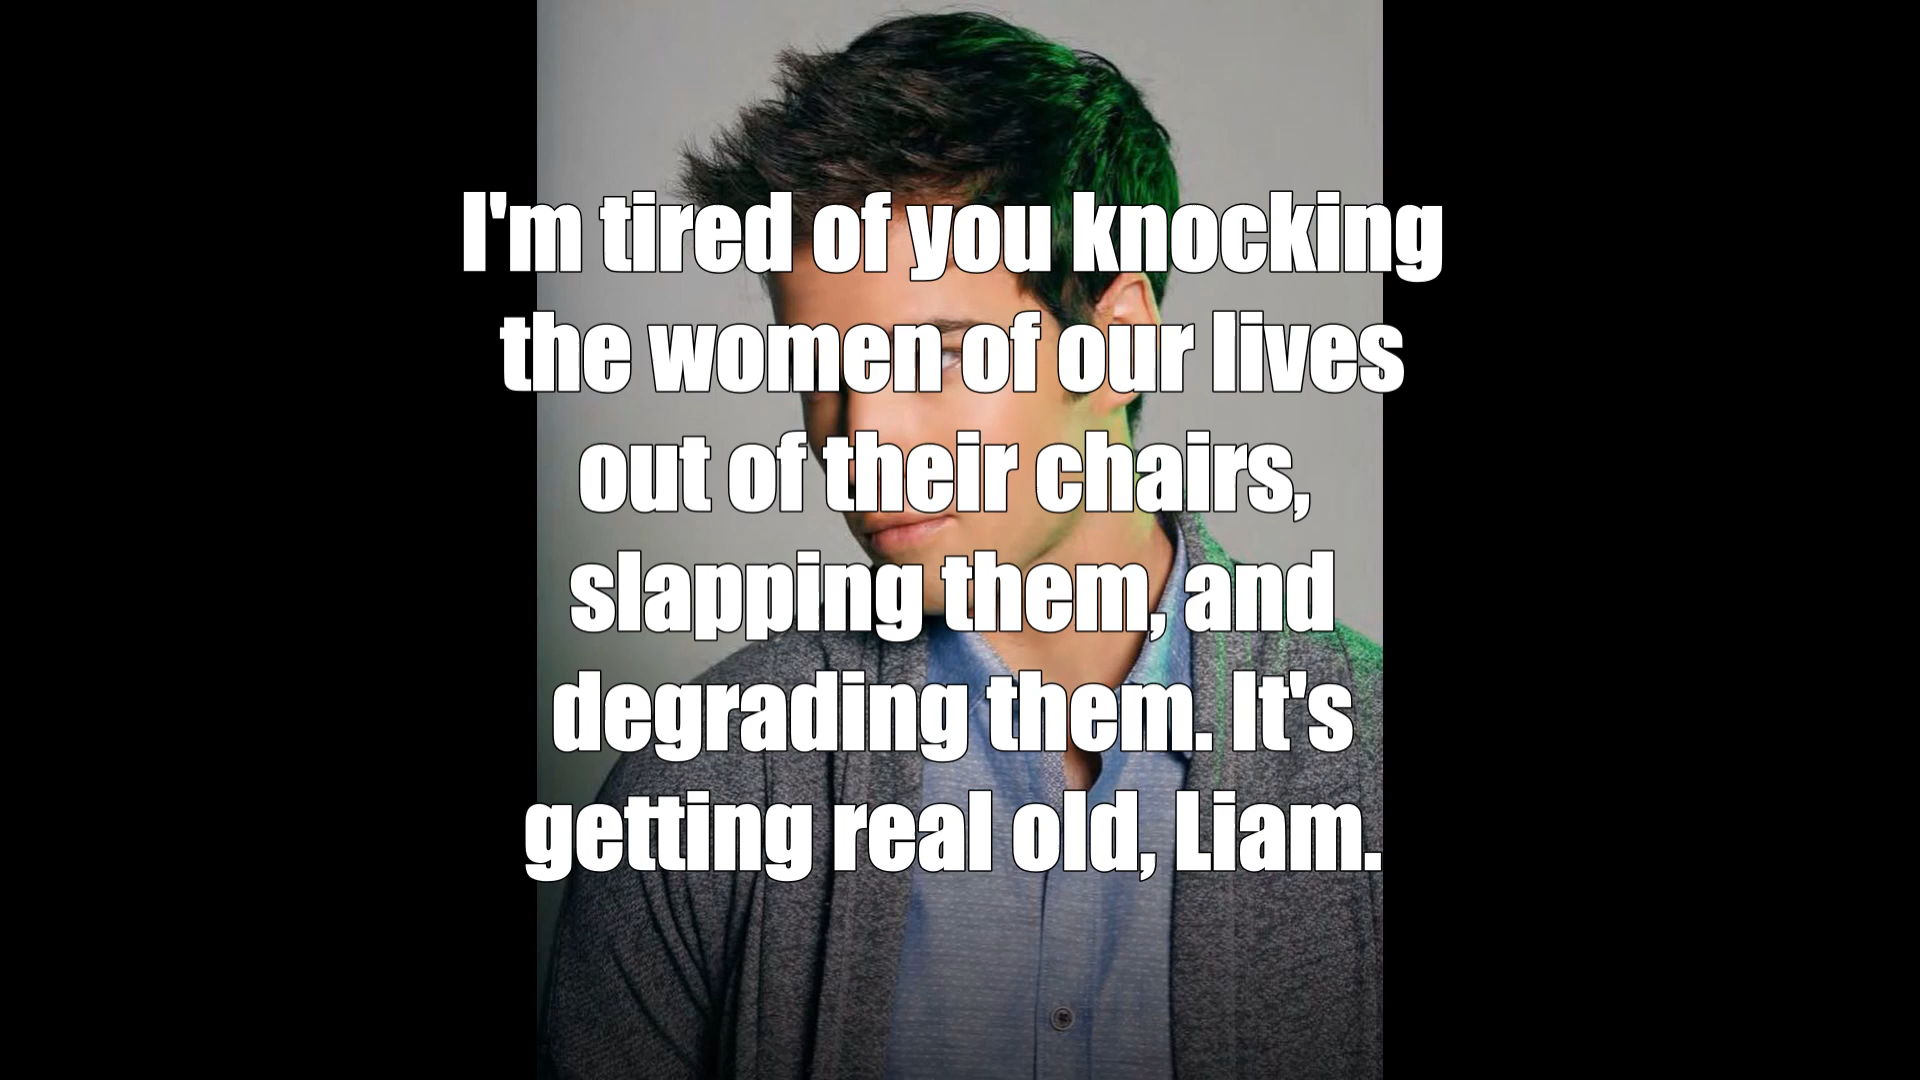 I'm tired of you knocking
the women of our lives
out of their chairs,
slapping them, and
degrading them. It's
getting real old, Liam.